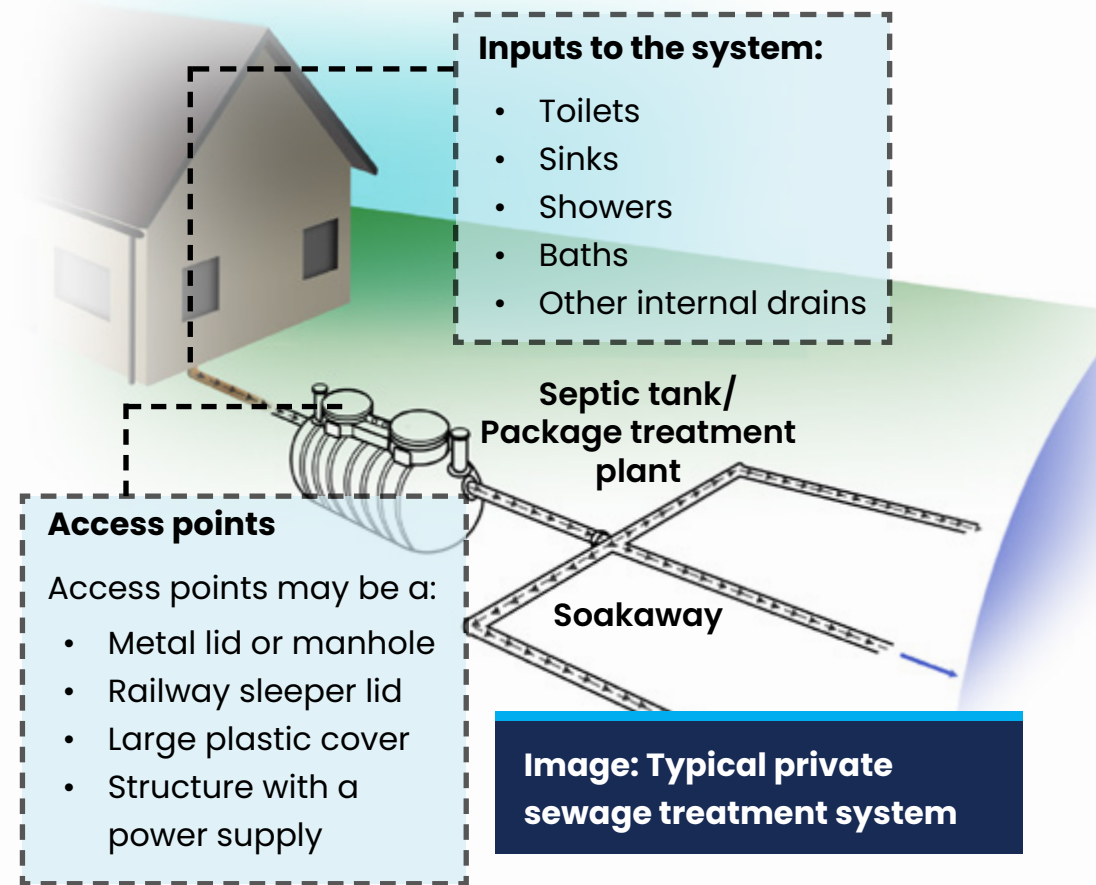 Inputs to the system:
• Toilets
• Sinks
• Showers
• Baths
• Other internal drains
Septic tank/
Package treatment
plant
Access points
Access points may be a:
• Metal lid or manhole
• Railway sleeper lid
• Large plastic cover
• Structure with a
power supply
Soakaway
Image: Typical private
sewage treatment system